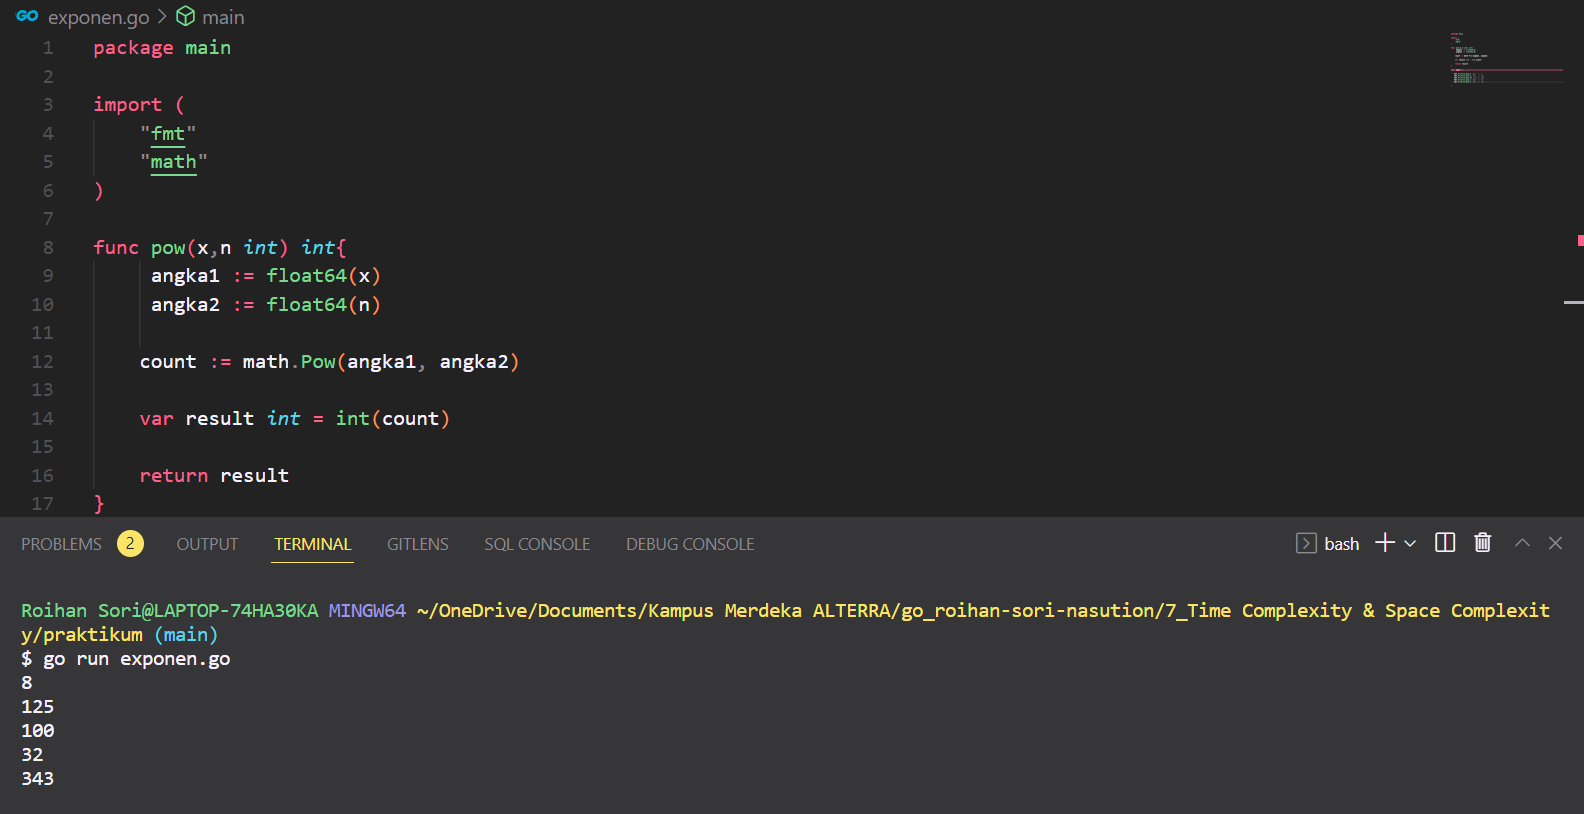 GO exponen.go > main
1 package main
2
3 import (
4 "fmt"
5 "math"
6 )
7
8 func pow(x,n int) int{
9 angka1 := float64(x)
10 angka2 := float64(n)
11
12 count := math.Pow(angka1, angka2)
13
14 var result int = int(count)
15
16 return result
17 }
PROBLEMS 2 OUTPUT TERMINAL GITLENS SQL CONSOLE DEBUG CONSOLE bash
Roihan Sori@LAPTOP-74HA30KA MINGW64 ~/OneDrive/Documents/Kampus Merdeka ALTERRA/go_roihan-sori-nasution/7_Time Complexity & Space Complexit
y/praktikum (main)
$ go run exponen.go
8
125
100
32
343